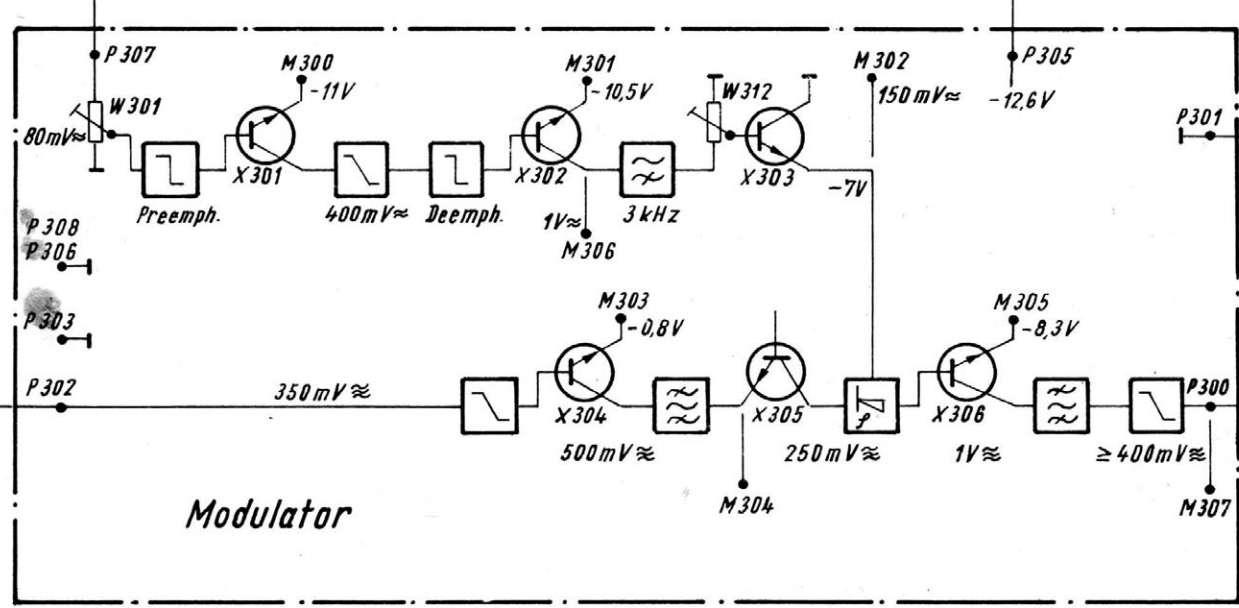 P307
P305
M300
M301
M302
-11V
-10,5V
W312
150mV≈
-12,6V
W301
80mV≈
P301
X301
X302
X303
-7V
Preemph.
400mV≈
Deemph.
1V≈
3kHz
M306
P308
P306
P303
M303
-0,8V
M305
-8,3V
P302
350mV≈
P300
X304
X305
φ
X306
500mV≈
250mV≈
1V≈
≥400mV≈
M304
M307
Modulator